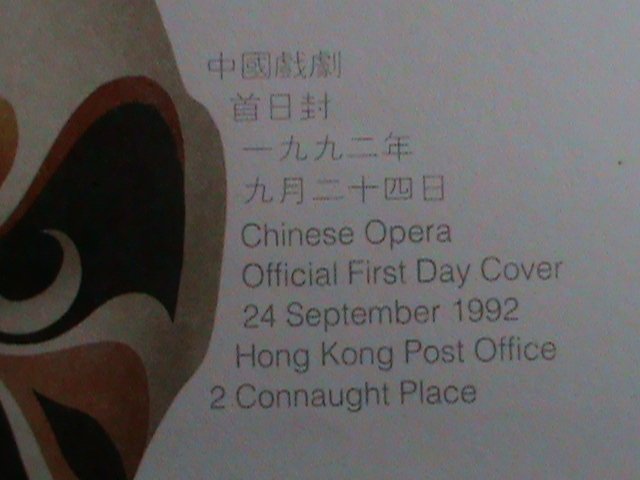 中國戲劇
首日封
一九九二年
九月二十四日
Chinese Opera
Official First Day Cover
24 September 1992
Hong Kong Post Office
2 Connaught Place